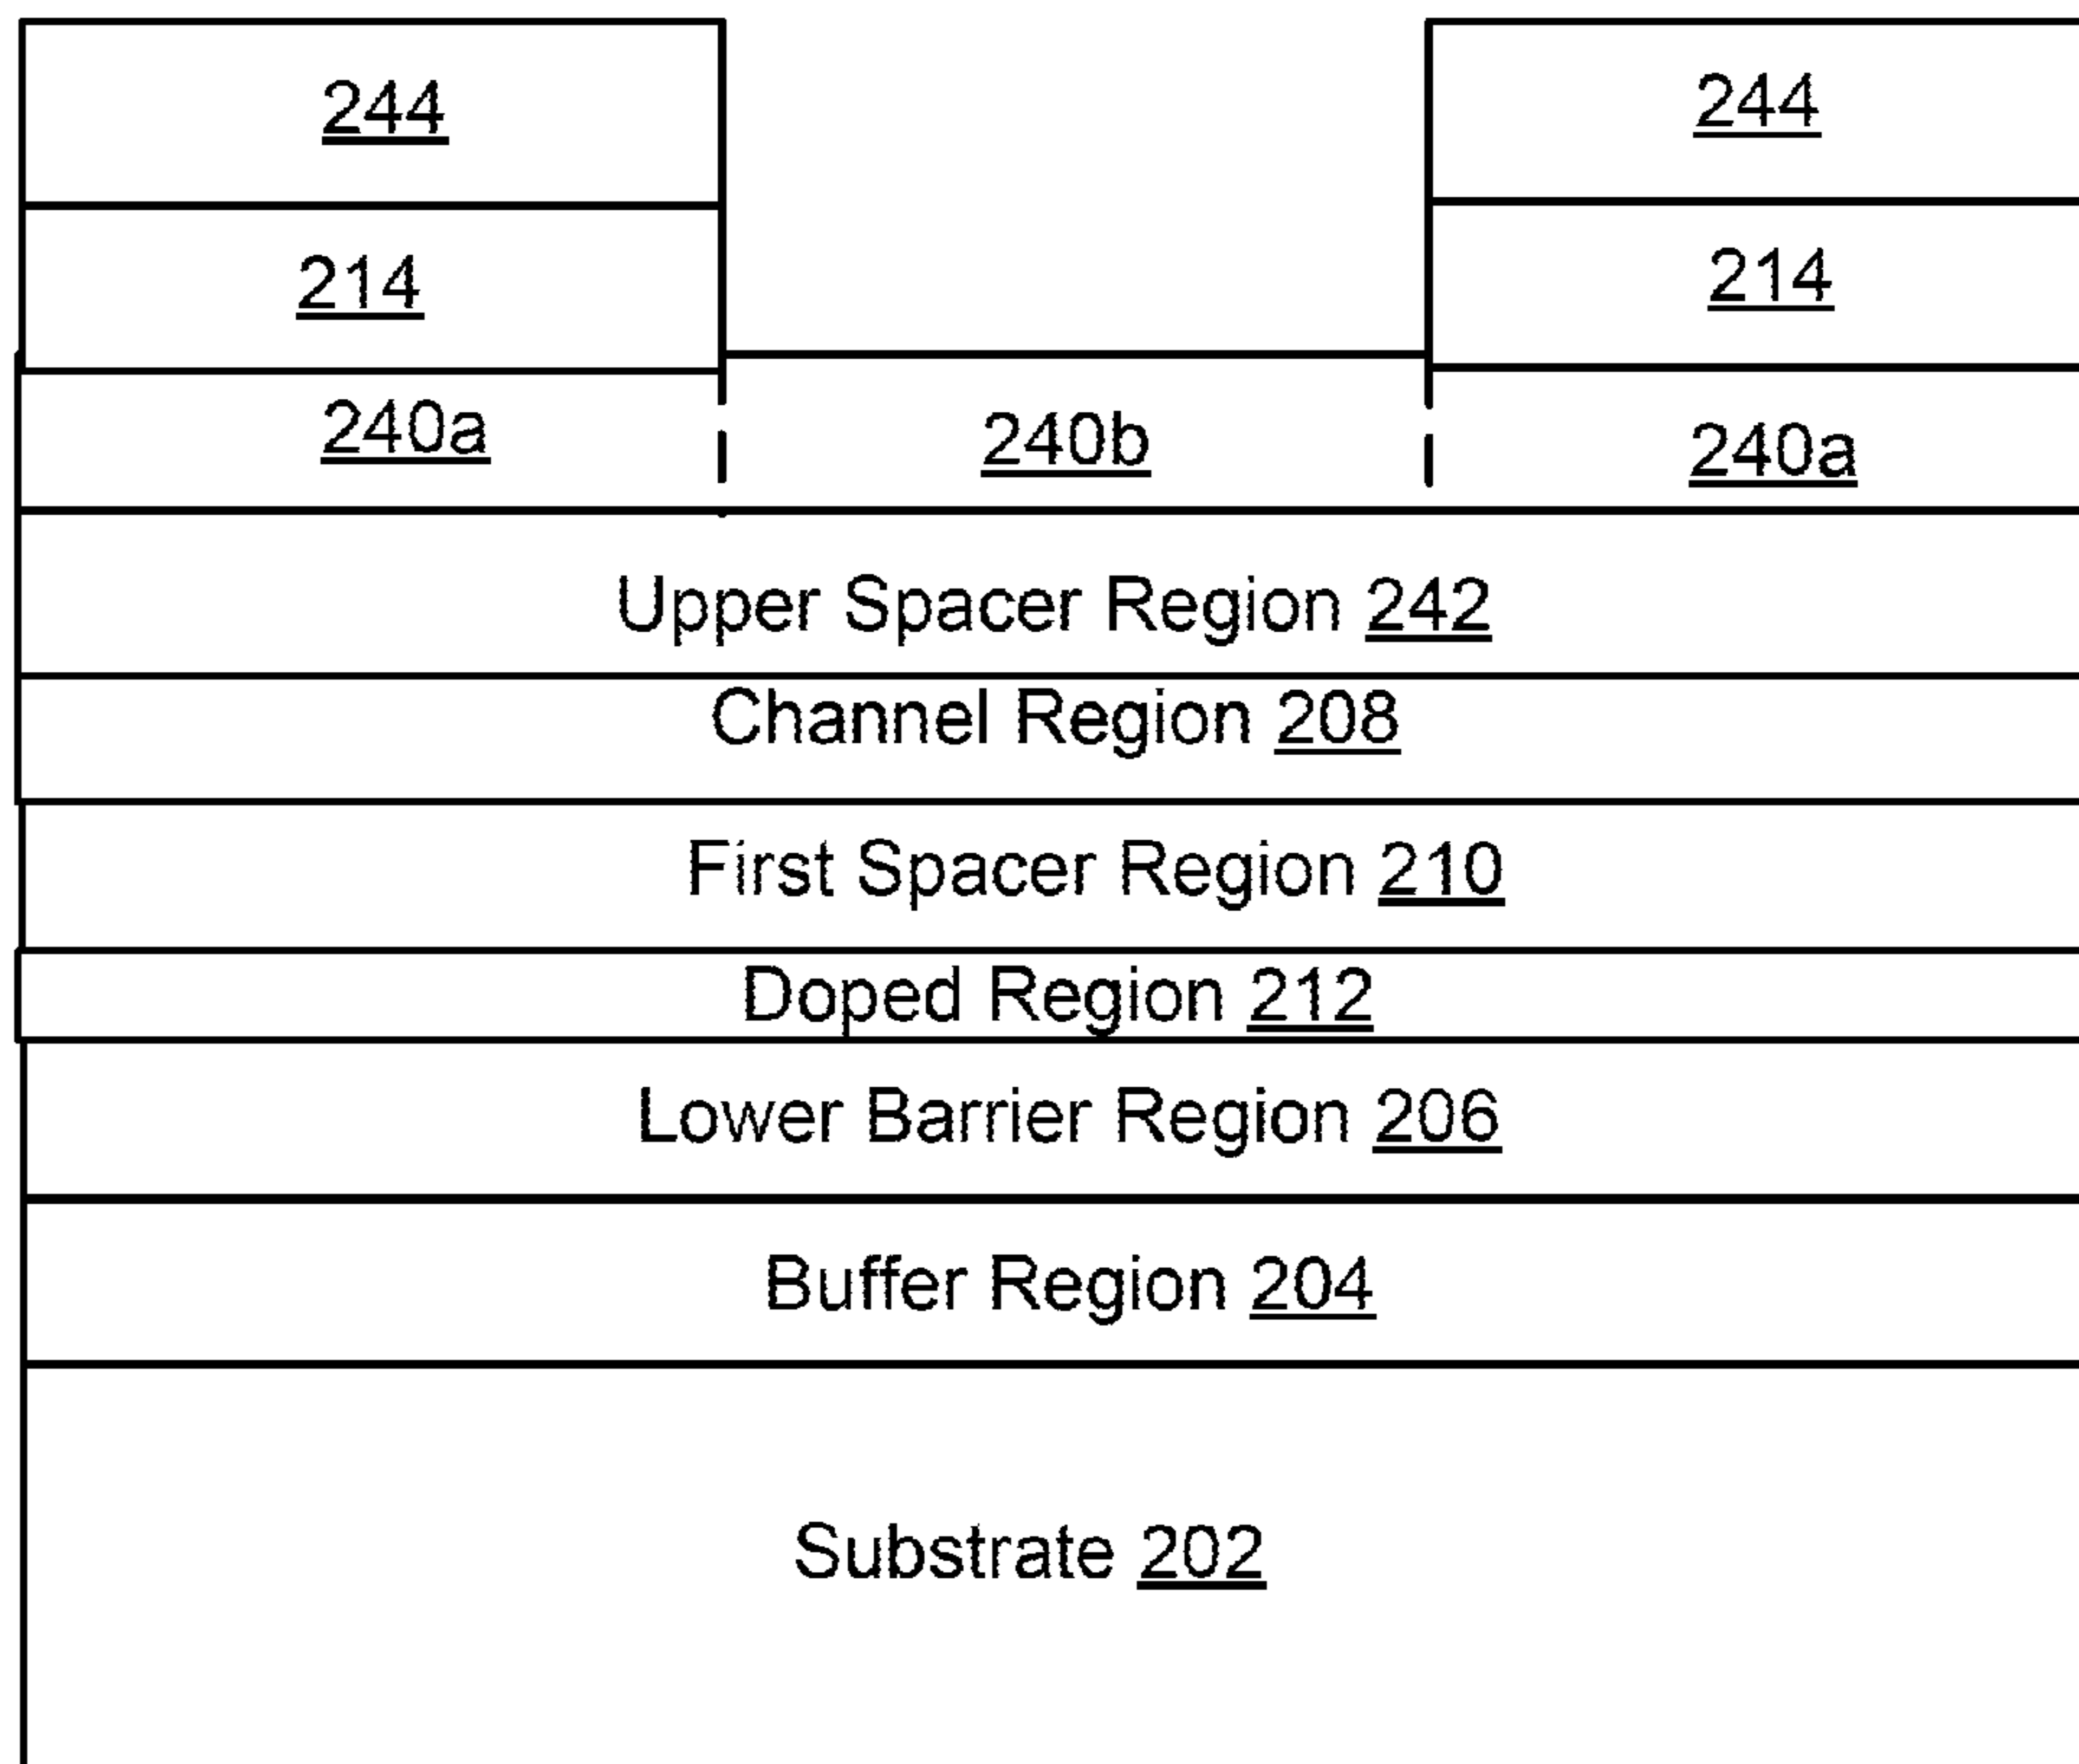 244 244
214 214
240a 240b 240a
Upper Spacer Region 242
Channel Region 208
First Spacer Region 210
Doped Region 212
Lower Barrier Region 206
Buffer Region 204
Substrate 202